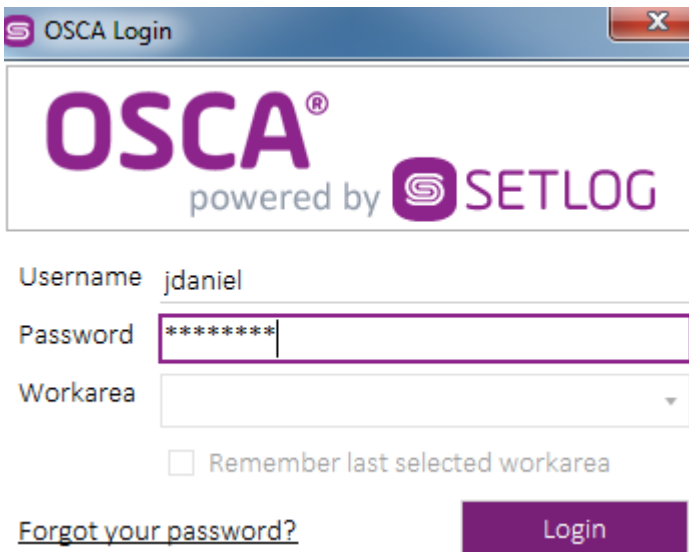 OSCA Login
OSCA®
powered by SETLOG
Username jdaniel
Password ********
Workarea
Remember last selected workarea
Forgot your password? Login